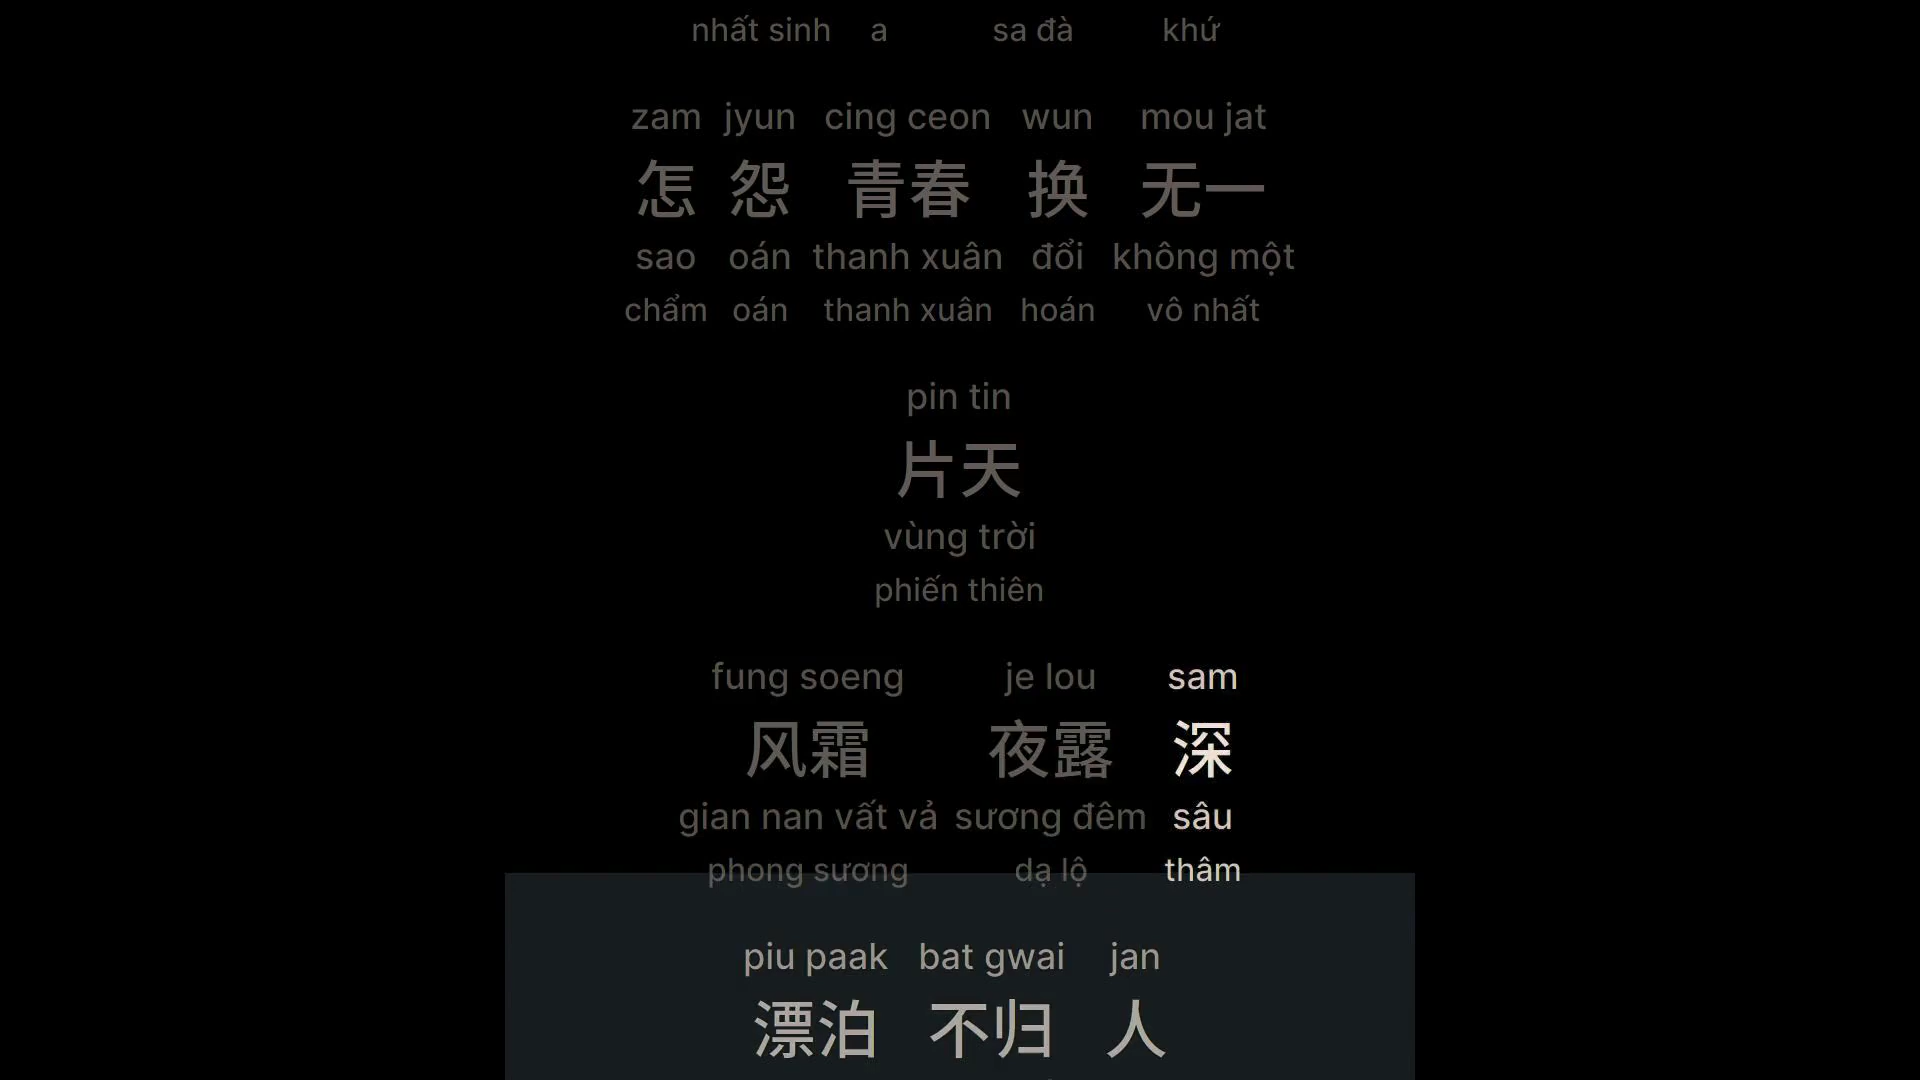 nhất sinh a sa đà khứ
zam jyun cing ceon wun mou jat
怎 怨 青春 换 无一
sao oán thanh xuân đổi không một
chẩm oán thanh xuân hoán vô nhất
pin tin
片天
vùng trời
phiến thiên
fung soeng je lou sam
风霜 夜露 深
gian nan vất vả sương đêm sâu
phong sương dạ lộ thâm
piu paak bat gwai jan
漂泊 不归 人